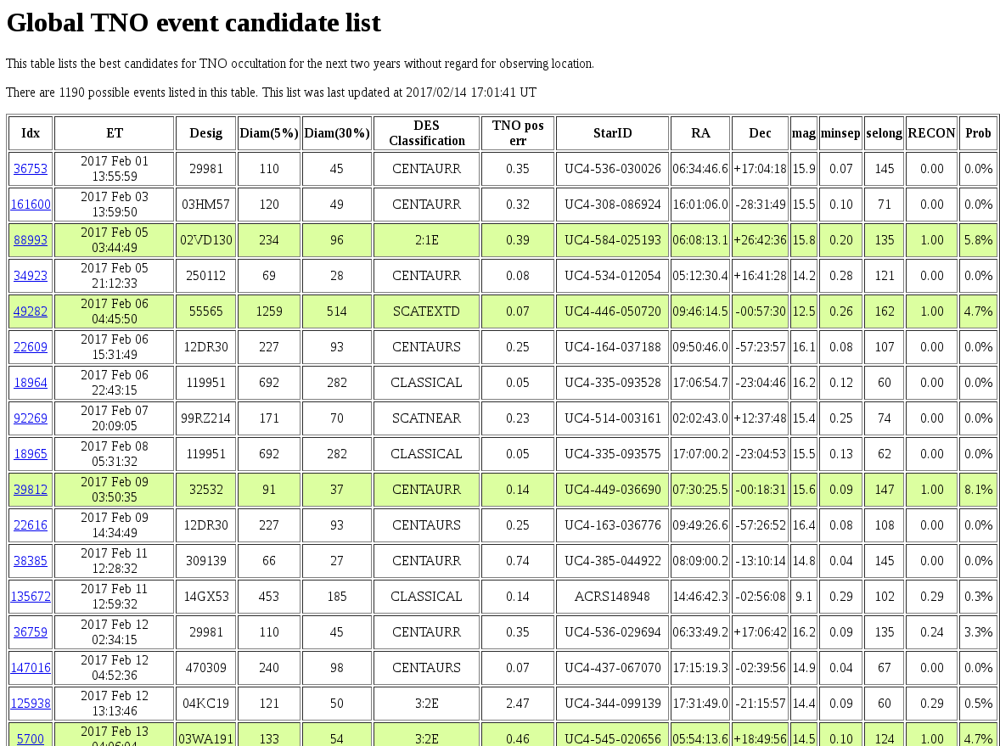 Global TNO event candidate list
This table lists the best candidates for TNO occultation for the next two years without regard for observing location.
There are 1190 possible events listed in this table. This list was last updated at 2017/02/14 17:01:41 UT
Idx ET Desig Diam(5%) Diam(30%) DES Classification TNO pos err StarID RA Dec mag minsep selong RECON Prob
36753 2017 Feb 01 13:55:59 29981 110 45 CENTAURR 0.35 UC4-536-030026 06:34:46.6 +17:04:18 15.9 0.07 145 0.00 0.0%
161600 2017 Feb 03 13:59:50 03HM57 120 49 CENTAURR 0.32 UC4-308-086924 16:01:06.0 -28:31:49 15.5 0.10 71 0.00 0.0%
88993 2017 Feb 05 03:44:49 02VD130 234 96 2:1E 0.39 UC4-584-025193 06:08:13.1 +26:42:36 15.8 0.20 135 1.00 5.8%
34923 2017 Feb 05 21:12:33 250112 69 28 CENTAURR 0.08 UC4-534-012054 05:12:30.4 +16:41:28 14.2 0.28 121 0.00 0.0%
49282 2017 Feb 06 04:45:50 55565 1259 514 SCATEXTD 0.07 UC4-446-050720 09:46:14.5 -00:57:30 12.5 0.26 162 1.00 4.7%
22609 2017 Feb 06 15:31:49 12DR30 227 93 CENTAURS 0.25 UC4-164-037188 09:50:46.0 -57:23:57 16.1 0.08 107 0.00 0.0%
18964 2017 Feb 06 22:43:15 119951 692 282 CLASSICAL 0.05 UC4-335-093528 17:06:54.7 -23:04:46 16.2 0.12 60 0.00 0.0%
92269 2017 Feb 07 20:09:05 99RZ214 171 70 SCATNEAR 0.23 UC4-514-003161 02:02:43.0 +12:37:48 15.4 0.25 74 0.00 0.0%
18965 2017 Feb 08 05:31:32 119951 692 282 CLASSICAL 0.05 UC4-335-093575 17:07:00.2 -23:04:53 15.5 0.13 62 0.00 0.0%
39812 2017 Feb 09 03:50:35 32532 91 37 CENTAURR 0.14 UC4-449-036690 07:30:25.5 -00:18:31 15.6 0.09 147 1.00 8.1%
22616 2017 Feb 09 14:34:49 12DR30 227 93 CENTAURS 0.25 UC4-163-036776 09:49:26.6 -57:26:52 16.4 0.08 108 0.00 0.0%
38385 2017 Feb 11 12:28:32 309139 66 27 CENTAURR 0.74 UC4-385-044922 08:09:00.2 -13:10:14 14.8 0.04 145 0.00 0.0%
135672 2017 Feb 11 12:59:32 14GX53 453 185 CLASSICAL 0.14 ACRS148948 14:46:42.3 -02:56:08 9.1 0.29 102 0.29 0.3%
36759 2017 Feb 12 02:34:15 29981 110 45 CENTAURR 0.35 UC4-536-029694 06:33:49.2 +17:06:42 16.2 0.09 135 0.24 3.3%
147016 2017 Feb 12 04:52:36 470309 240 98 CENTAURS 0.07 UC4-437-067070 17:15:19.3 -02:39:56 14.9 0.04 67 0.00 0.0%
125938 2017 Feb 12 13:13:46 04KC19 121 50 3:2E 2.47 UC4-344-099139 17:31:49.0 -21:15:57 14.4 0.09 60 0.29 0.5%
5700 2017 Feb 13 03WA191 133 54 3:2E 0.46 UC4-545-020656 05:54:13.6 +18:49:56 14.5 0.10 124 1.00 4.7%